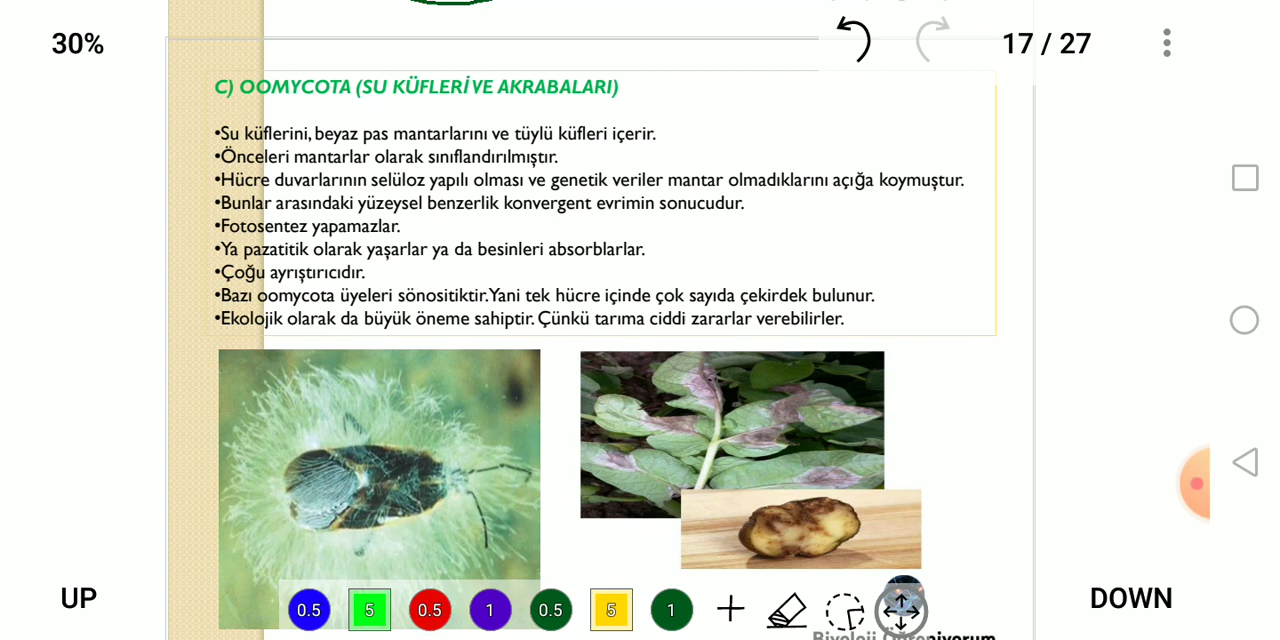 30%
17 / 27
C) OOMYCOTA (SU KÜFLERİ VE AKRABALARI)
•Su küflerini, beyaz pas mantarlarını ve tüylü küfleri içerir.
•Önceleri mantarlar olarak sınıflandırılmıştır.
•Hücre duvarlarının selüloz yapılı olması ve genetik veriler mantar olmadıklarını açığa koymuştur.
•Bunlar arasındaki yüzeysel benzerlik konvergent evrimin sonucudur.
•Fotosentez yapamazlar.
•Ya pazatitik olarak yaşarlar ya da besinleri absorblarlar.
•Çoğu ayrıştırıcıdır.
•Bazı oomycota üyeleri sönositiktir. Yani tek hücre içinde çok sayıda çekirdek bulunur.
•Ekolojik olarak da büyük öneme sahiptir. Çünkü tarıma ciddi zararlar verebilirler.
UP
0.5 5 0.5 1 0.5 5 1
DOWN
Biyoloji Öğreniyorum